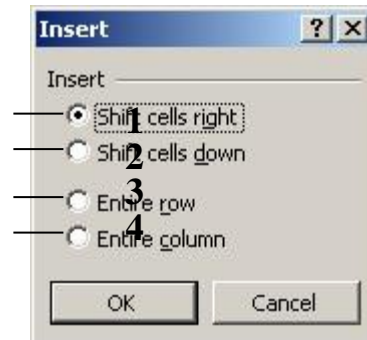 Insert
Insert
Shift cells right
1
Shift cells down
2
3
Entire row
4
Entire column
OK Cancel